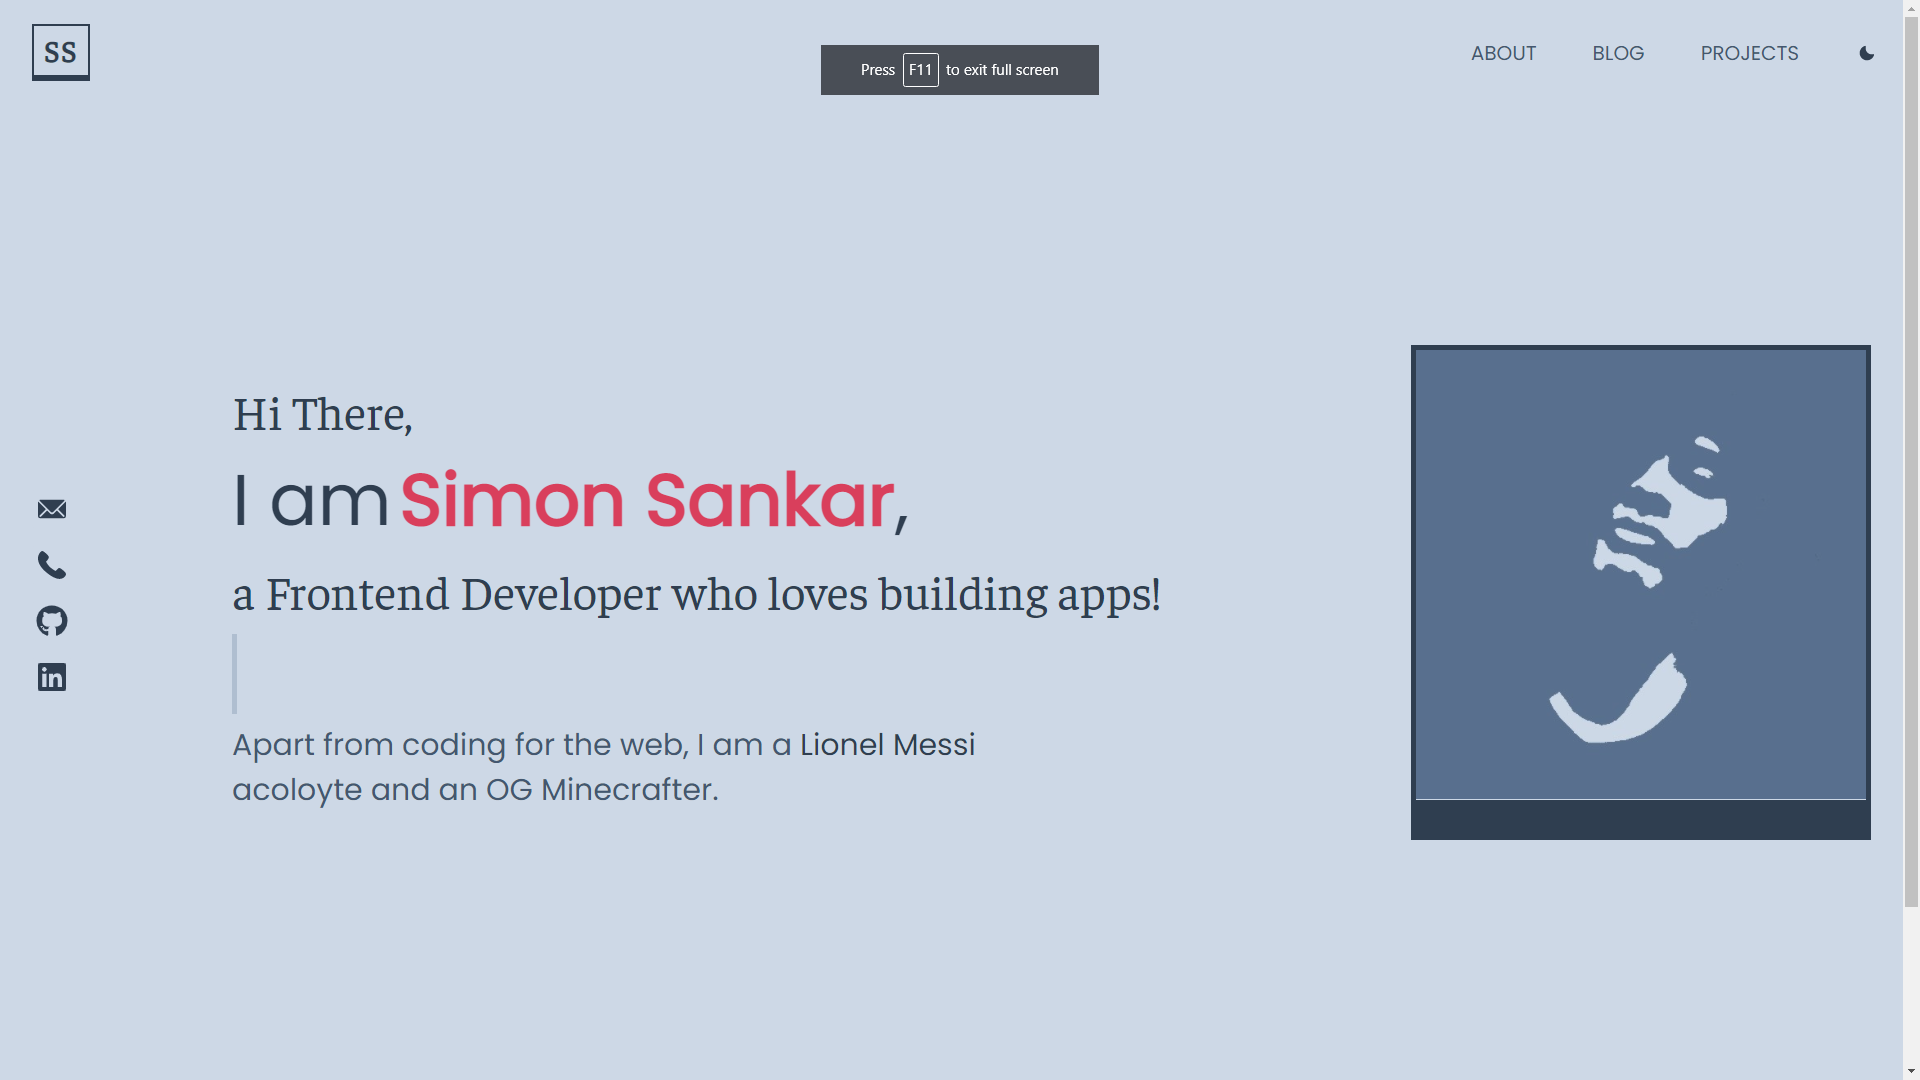 SS
Press F11 to exit full screen
ABOUT BLOG PROJECTS
Hi There,
I am Simon Sankar,
a Frontend Developer who loves building apps!
Apart from coding for the web, I am a Lionel Messi
acoloyte and an OG Minecrafter.
in